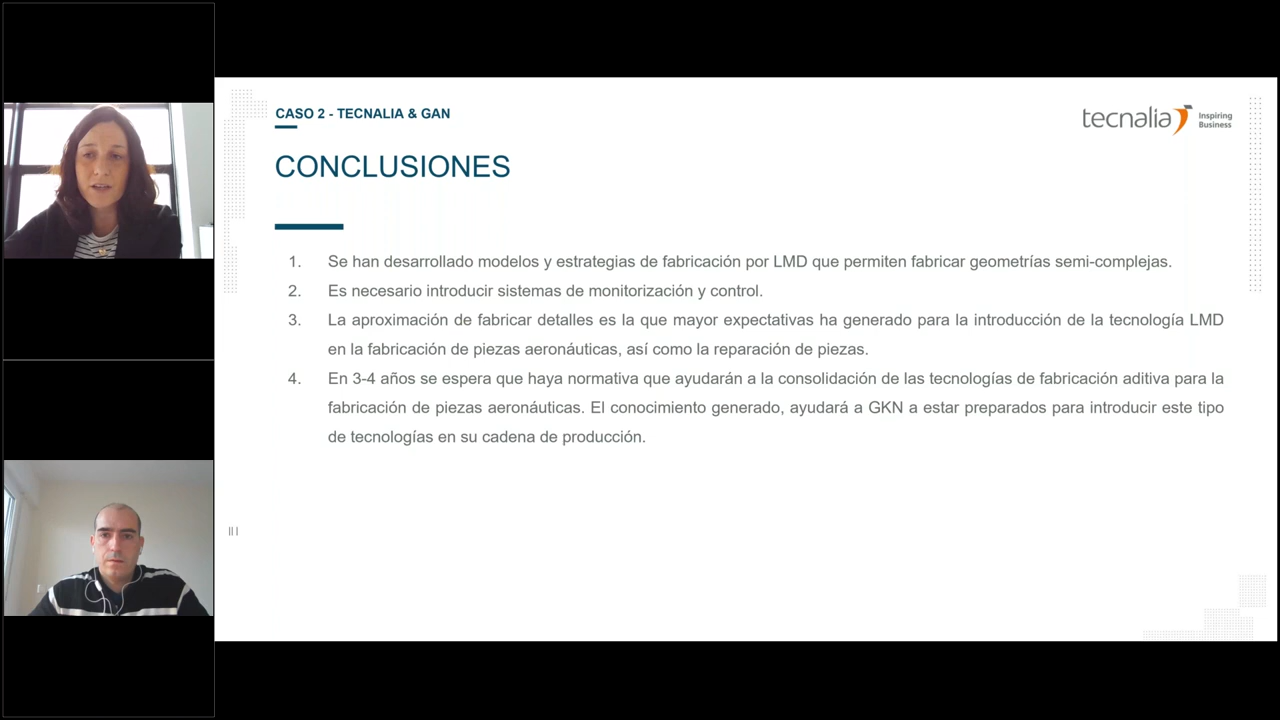 CASO 2 - TECNALIA & GAN
tecnalia Inspiring
Business
CONCLUSIONES
1. Se han desarrollado modelos y estrategias de fabricación por LMD que permiten fabricar geometrías semi-complejas.
2. Es necesario introducir sistemas de monitorización y control.
3. La aproximación de fabricar detalles es la que mayor expectativas ha generado para la introducción de la tecnología LMD
en la fabricación de piezas aeronáuticas, así como la reparación de piezas.
4. En 3-4 años se espera que haya normativa que ayudarán a la consolidación de las tecnologías de fabricación aditiva para la
fabricación de piezas aeronáuticas. El conocimiento generado, ayudará a GKN a estar preparados para introducir este tipo
de tecnologías en su cadena de producción.